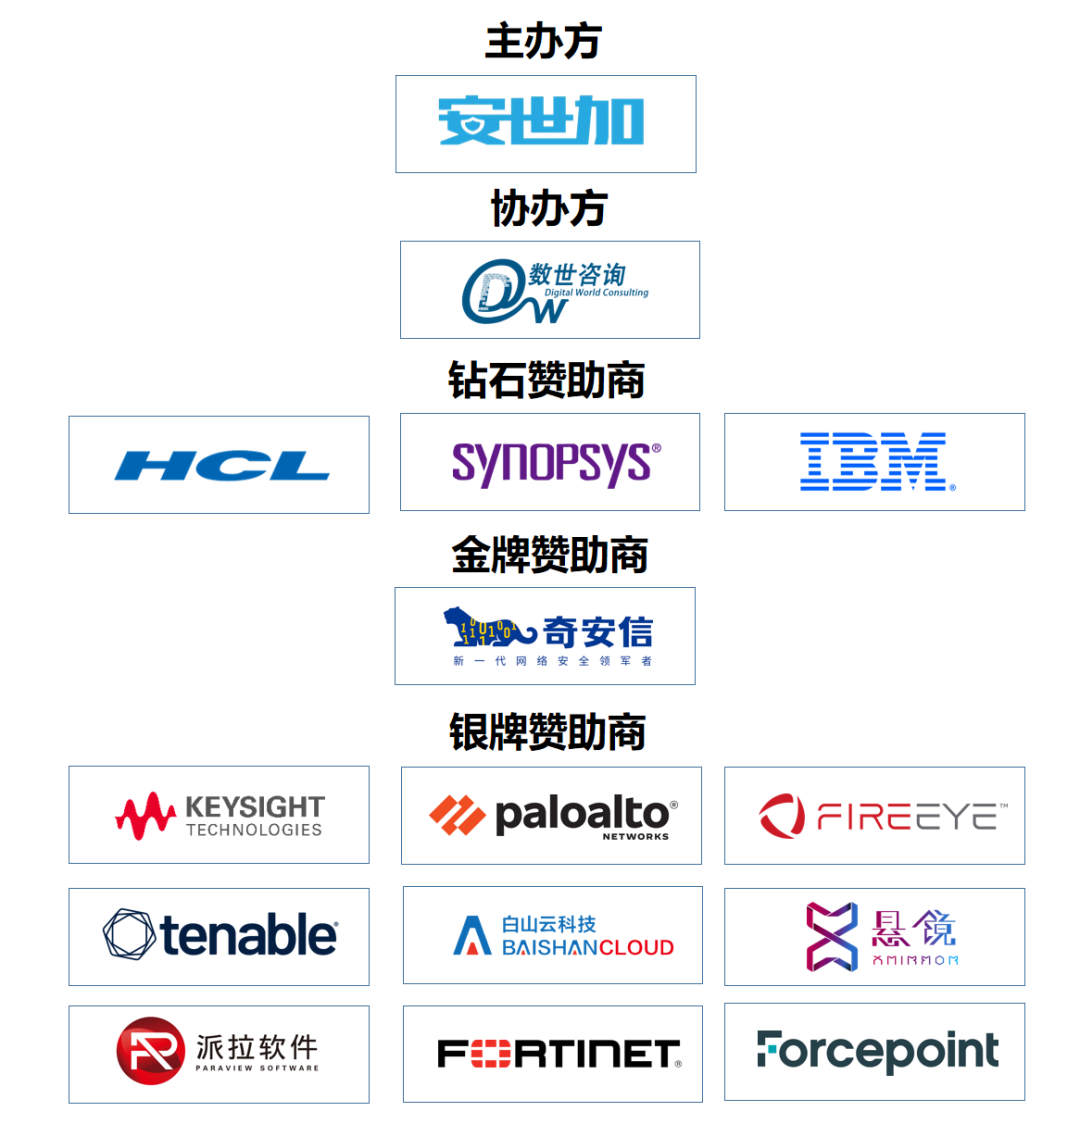 主办方
安世加
协办方
数世咨询
Digital World Consulting
DW
钻石赞助商
HCL
SYNOPSYS®
IBM®
金牌赞助商
奇安信
新一代网络安全领军者
银牌赞助商
KEYSIGHT
TECHNOLOGIES
paloalto®
NETWORKS
FIREEYE™
tenable®
白山云科技
BAISHANCLOUD
悬镜
XMIRROR
派拉软件
PARAVIEW SOFTWARE
FORTINET®
Forcepoint